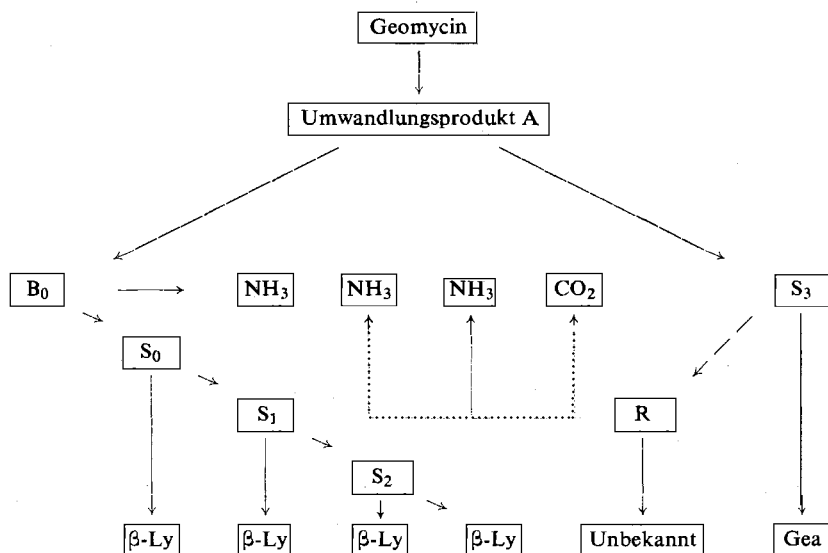 Geomycin
Umwandlungsprodukt A
B₀ NH₃ NH₃ NH₃ CO₂ S₃
S₀
S₁ R
S₂
β-Ly β-Ly β-Ly β-Ly Unbekannt Gea